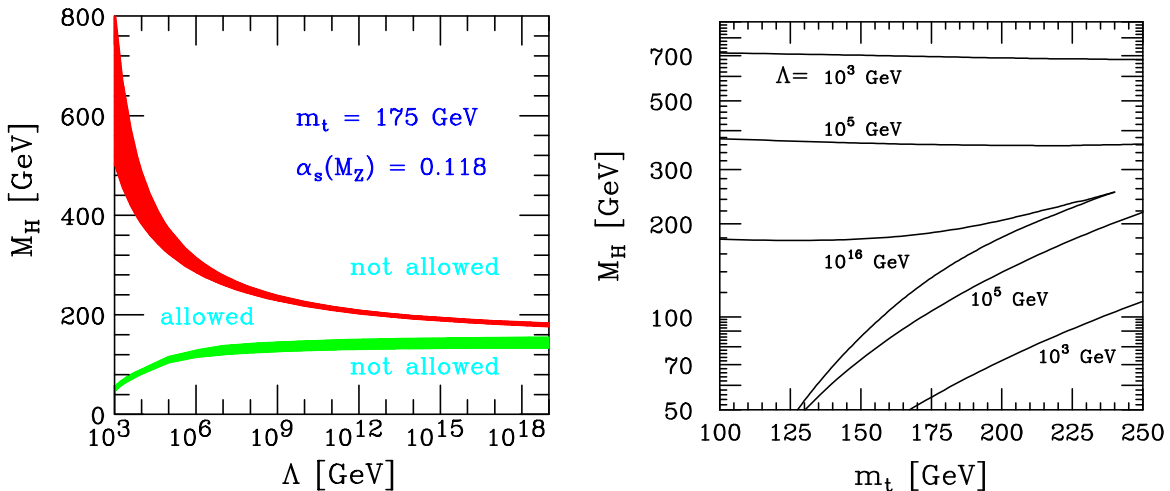 800
600
400
200
0
M_H [GeV]
m_t = 175 GeV
α_s(M_Z) = 0.118
not allowed
allowed
not allowed
10^3 10^6 10^9 10^12 10^15 10^18
Λ [GeV]
700
500
300
200
100
70
50
M_H [GeV]
Λ= 10^3 GeV
10^5 GeV
10^16 GeV
10^5 GeV
10^3 GeV
100 125 150 175 200 225 250
m_t [GeV]